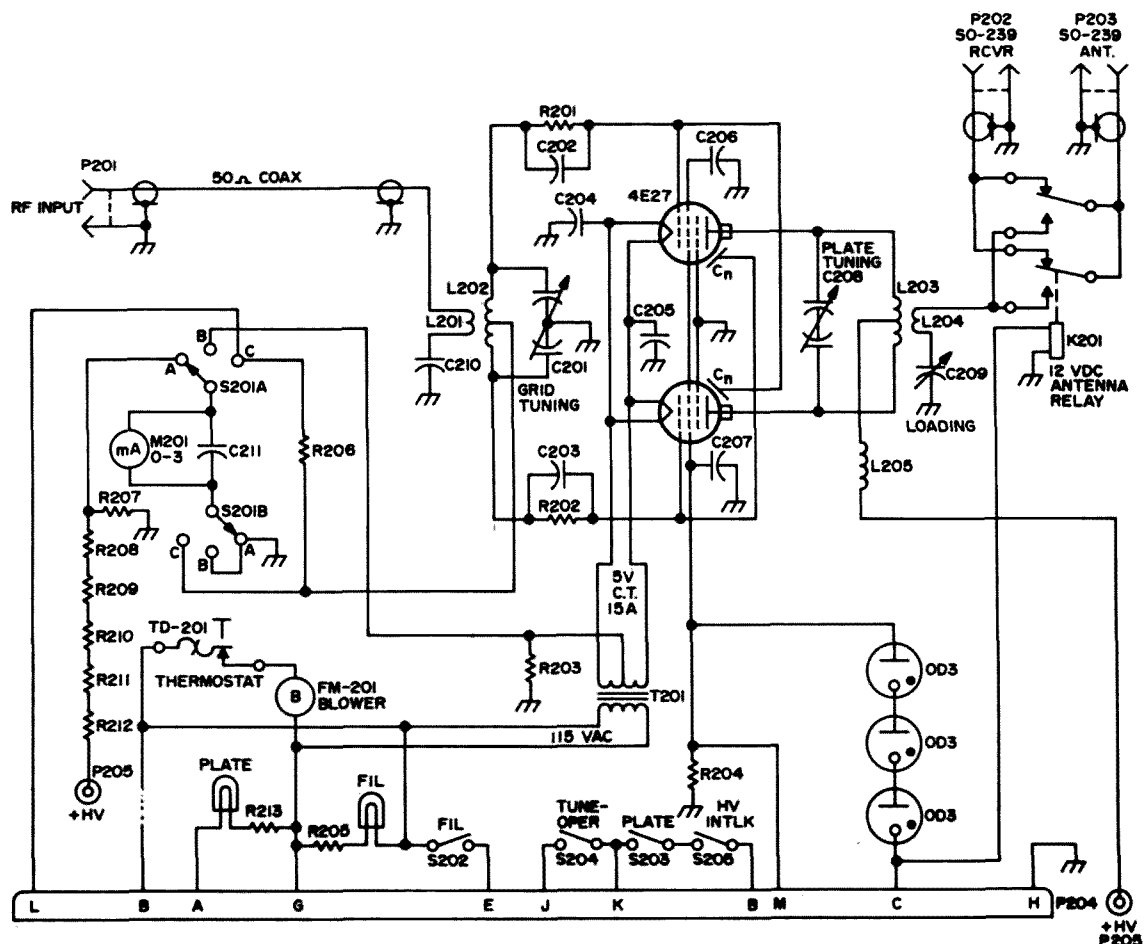 P202
SO-239
RCVR
P203
SO-239
ANT.
R201
C202
C206
P201
50Ω COAX
4E27
C204
RF INPUT
Cn
PLATE
TUNING
C208
L202
L203
L201
C205
L204
K201
12 VDC
ANTENNA
RELAY
B
C
A
S201A
C210
C201
GRID
TUNING
Cn
C209
LOADING
M201
0-3
mA
C211
R206
C203
C207
L205
R207
S201B
R202
R208
C
B
A
5V
C.T.
15A
R209
TD-201
T
R210
R203
THERMOSTAT
R211
B
FM-201
BLOWER
T201
OD3
R212
115 VAC
OD3
P205
+HV
PLATE
FIL
R204
R213
R205
FIL
S202
TUNE-
OPER
S204
PLATE
S203
HV
INTLK
S205
OD3
L
B
A
G
E
J
K
B
M
C
H
P204
+HV
P205